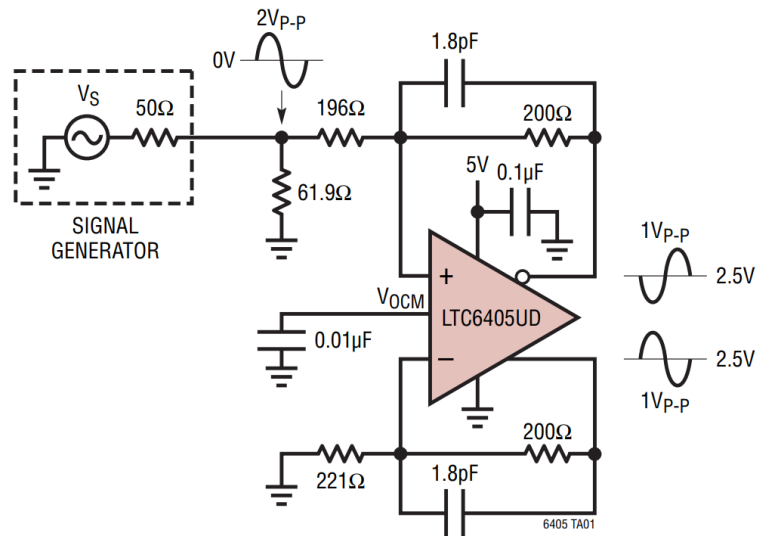 2VP-P
0V
VS
50Ω
SIGNAL
GENERATOR
61.9Ω
196Ω
1.8pF
200Ω
5V
0.1µF
VOCM
0.01µF
+
−
LTC6405UD
1VP-P
2.5V
2.5V
1VP-P
221Ω
200Ω
1.8pF
6405 TA01